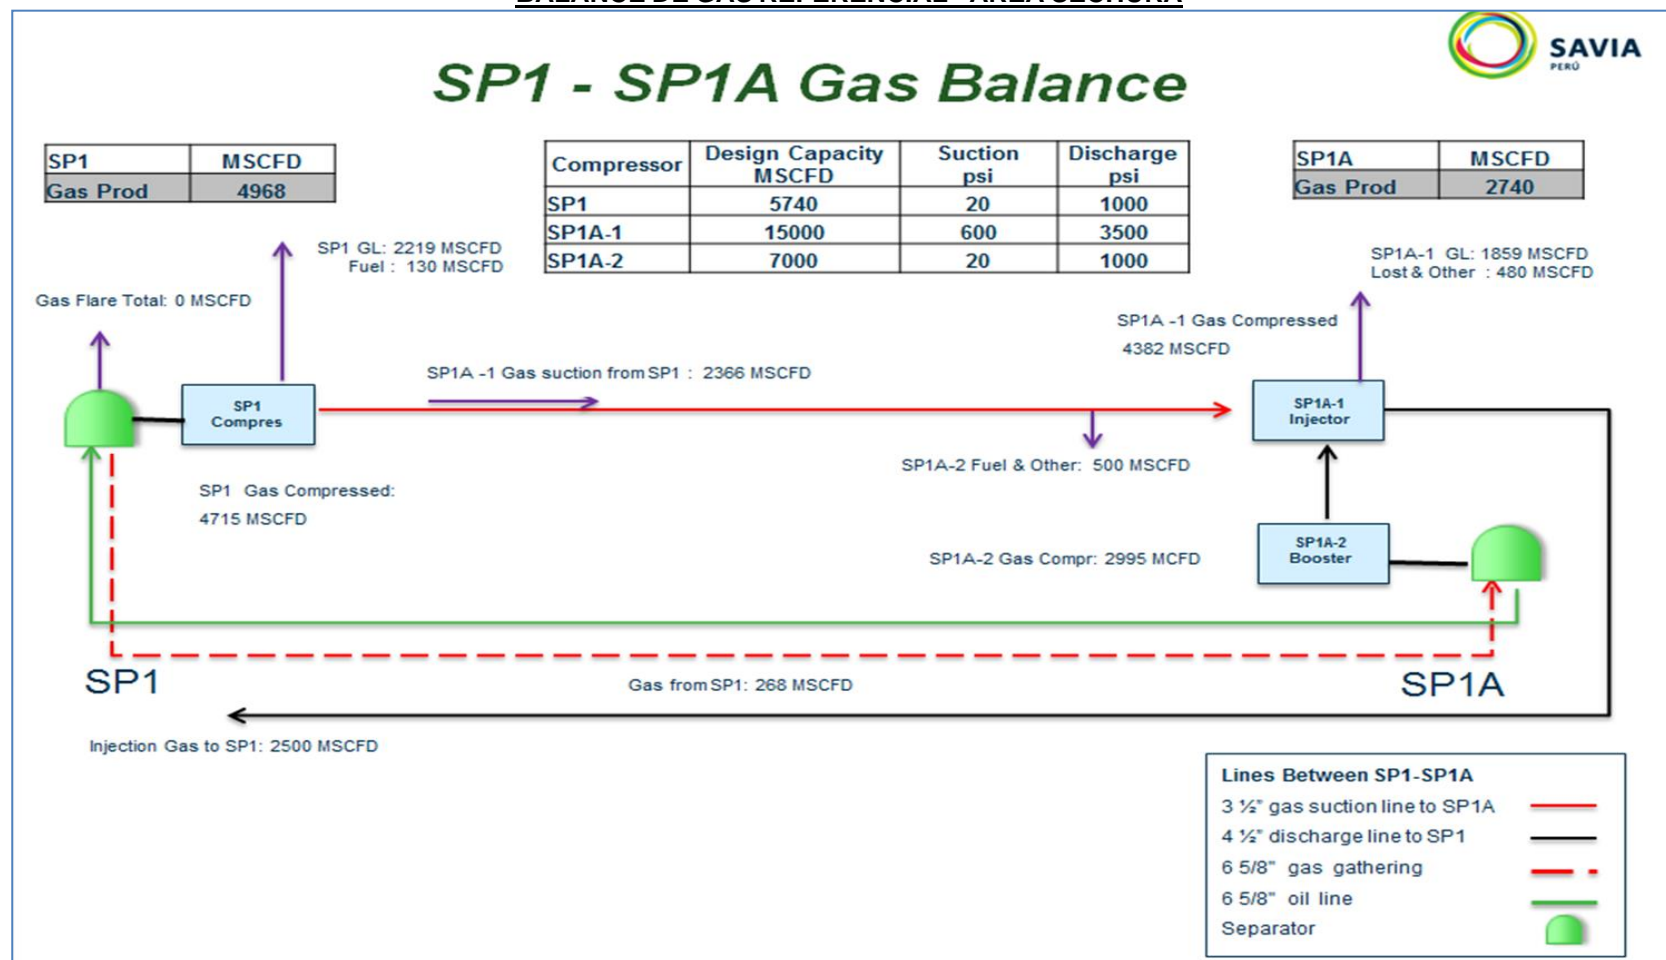 BALANCE DE GAS REFERENCIAL - AREA SECHURA
SAVIA
PERÚ
SP1 - SP1A Gas Balance
SP1 MSCFD
Gas Prod 4968
Compressor Design Capacity MSCFD Suction psi Discharge psi
SP1 5740 20 1000
SP1A-1 15000 600 3500
SP1A-2 7000 20 1000
SP1A MSCFD
Gas Prod 2740
SP1 GL: 2219 MSCFD
Fuel : 130 MSCFD
SP1A-1 GL: 1859 MSCFD
Lost & Other : 480 MSCFD
Gas Flare Total: 0 MSCFD
SP1A -1 Gas Compressed
4382 MSCFD
SP1A -1 Gas suction from SP1 : 2366 MSCFD
SP1
Compres
SP1A-1
Injector
SP1A-2 Fuel & Other: 500 MSCFD
SP1 Gas Compressed:
4715 MSCFD
SP1A-2 Gas Compr: 2995 MCFD
SP1A-2
Booster
SP1
Gas from SP1: 268 MSCFD
SP1A
Injection Gas to SP1: 2500 MSCFD
Lines Between SP1-SP1A
3 ½" gas suction line to SP1A
4 ½" discharge line to SP1
6 5/8" gas gathering
6 5/8" oil line
Separator